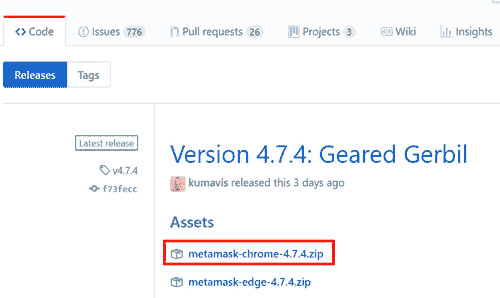 <> Code Issues 776 Pull requests 26 Projects 3 Wiki Insights
Releases Tags
Latest release
v4.7.4
f73fecc
Version 4.7.4: Geared Gerbil
kumavis released this 3 days ago
Assets
metamask-chrome-4.7.4.zip
metamask-edge-4.7.4.zip